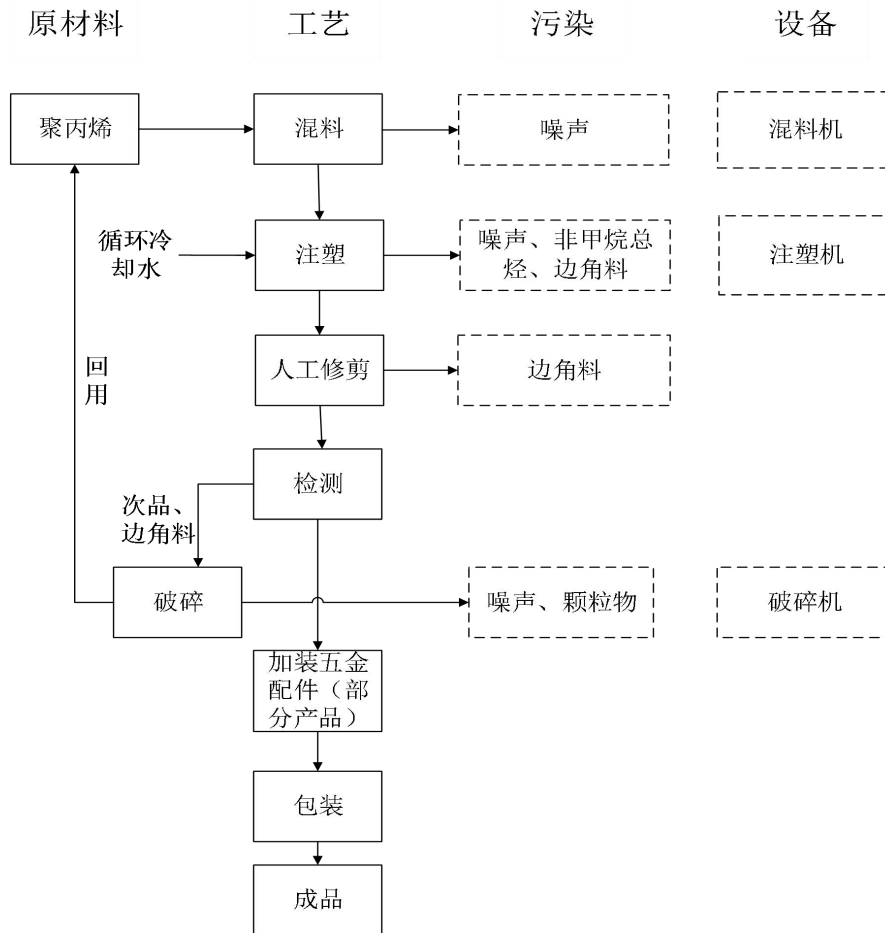 原材料
工艺
污染
设备
聚丙烯
混料
噪声
混料机
循环冷
却水
注塑
噪声、非甲烷总
烃、边角料
注塑机
回
用
人工修剪
边角料
检测
次品、
边角料
破碎
噪声、颗粒物
破碎机
加装五金
配件（部
分产品）
包装
成品